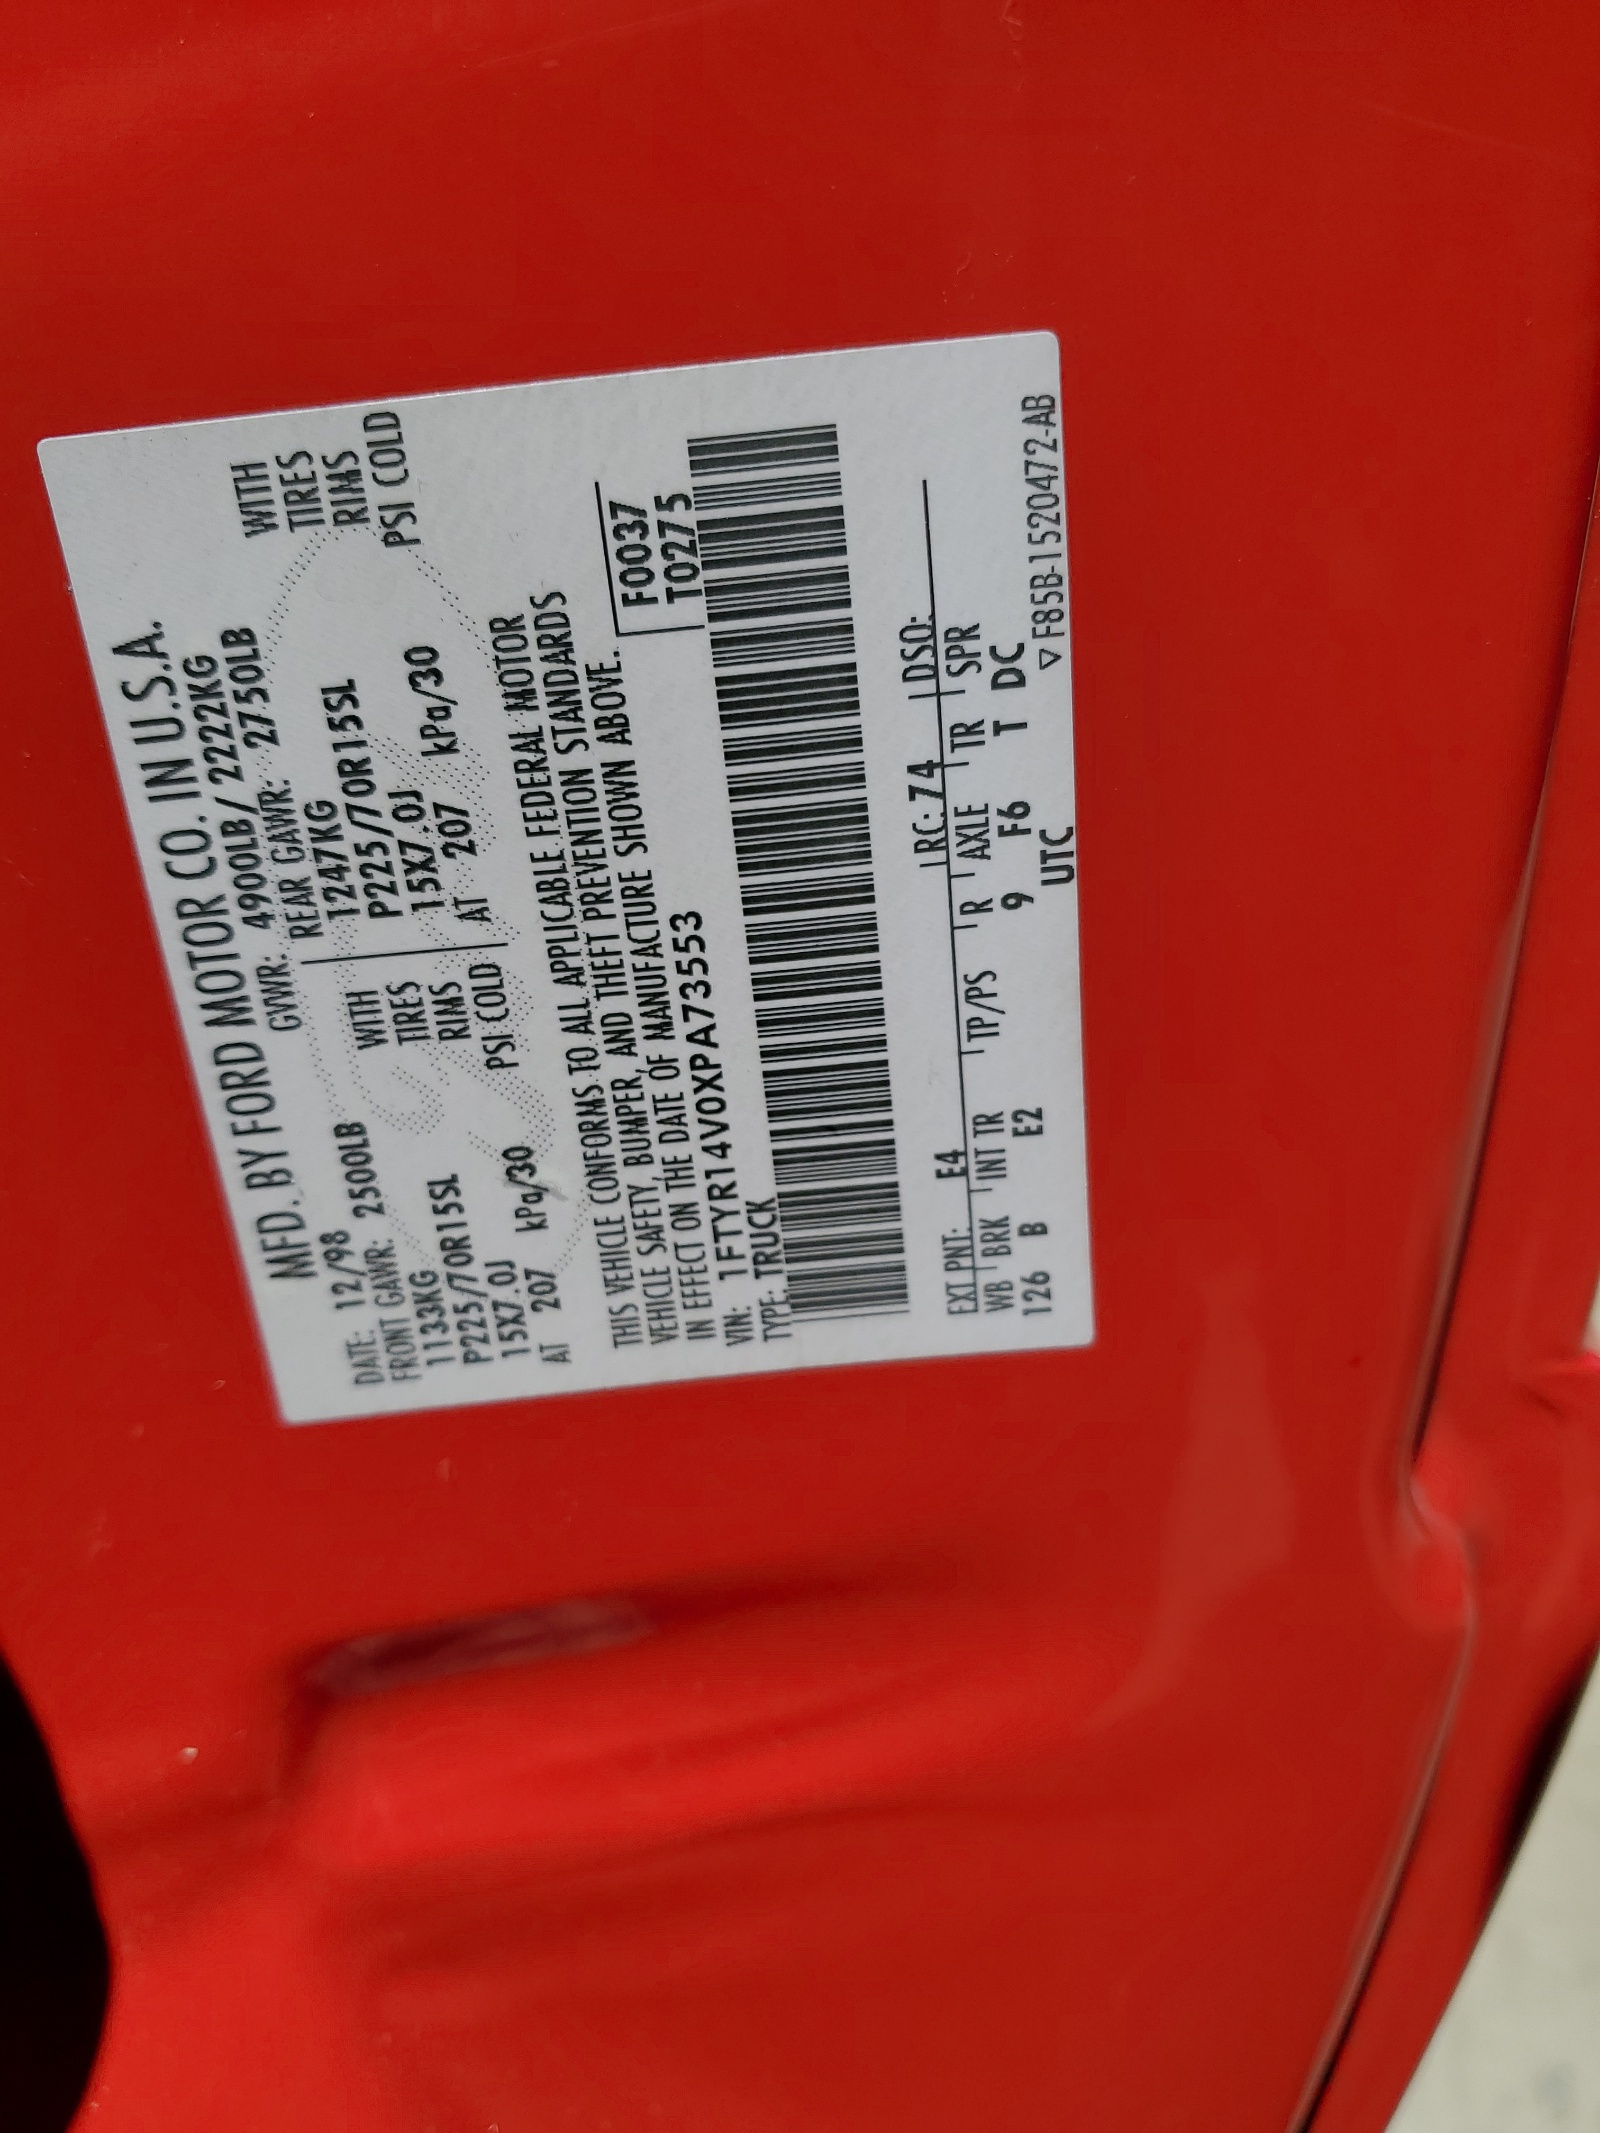 MFD. BY FORD MOTOR CO. IN U.S.A.
DATE: 12/98 GVWR: 4900LB/ 2222KG
FRONT GAWR: 2500LB REAR GAWR: 2750LB
1133KG WITH 1247KG WITH
P225/70R15SL TIRES P225/70R15SL TIRES
15X7.0J RIMS 15X7.0J RIMS
AT 207 kPa/30 PSI COLD AT 207 kPa/30 PSI COLD
THIS VEHICLE CONFORMS TO ALL APPLICABLE FEDERAL MOTOR
VEHICLE SAFETY, BUMPER, AND THEFT PREVENTION STANDARDS
IN EFFECT ON THE DATE OF MANUFACTURE SHOWN ABOVE.
VIN: 1FTYR14V0XPA73553 F0037
TYPE: TRUCK T0275
EXT PNT: E4 RC: 74 DSO:
WB BRK INT TR TP/PS R AXLE TR SPR
126 B E2 9 F6 T DC
UTC ▽F85B-1520472-AB